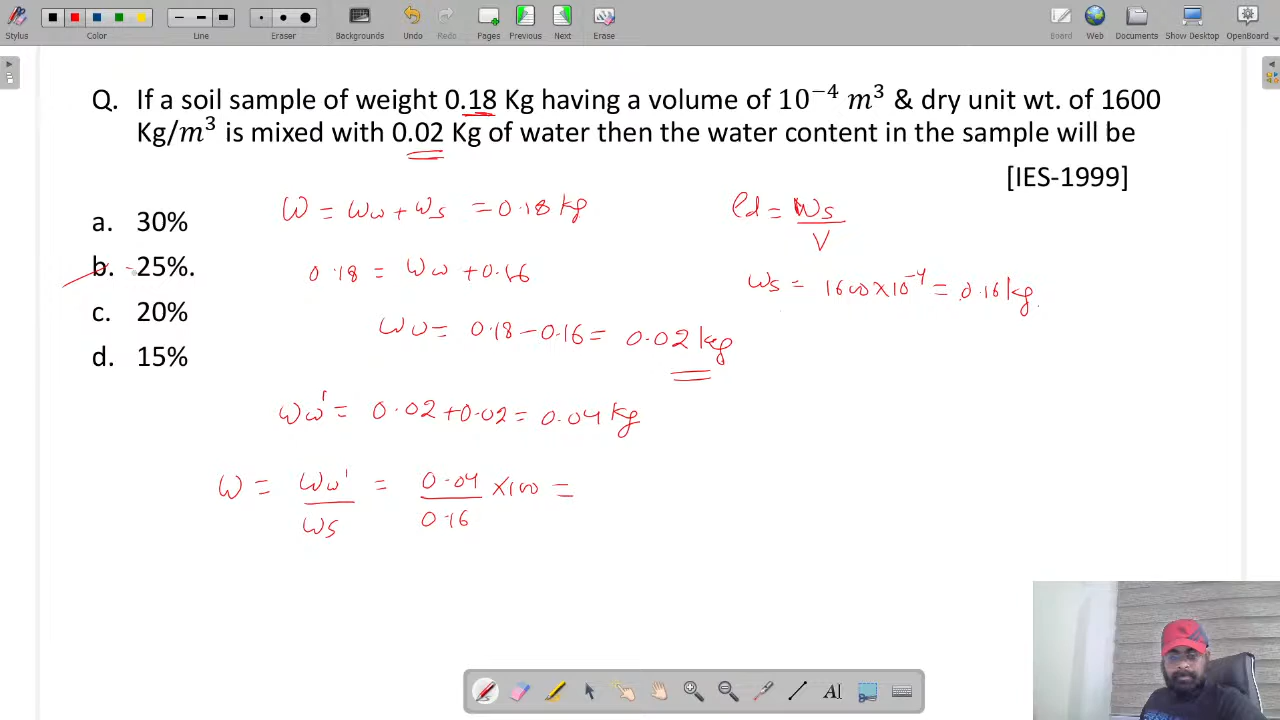 Stylus
Color
Line
Eraser
Backgrounds
Undo
Redo
Pages
Previous
Next
Erase
Board
Web
Documents
Show Desktop
OpenBoard
Q. If a soil sample of weight 0.18 Kg having a volume of 10⁻⁴ m³ & dry unit wt. of 1600
Kg/m³ is mixed with 0.02 Kg of water then the water content in the sample will be
[IES-1999]
a. 30%
b. 25%.
c. 20%
d. 15%
W = Ww + Ws = 0.18 kg
0.18 = Ww + 0.16
Ww = 0.18 - 0.16 = 0.02 kg
Ww' = 0.02 + 0.02 = 0.04 kg
W = Ww'/Ws = 0.04/0.16 × 100 =
ρd = Ws/V
Ws = 1600 × 10⁻⁴ = 0.16 kg.
AI